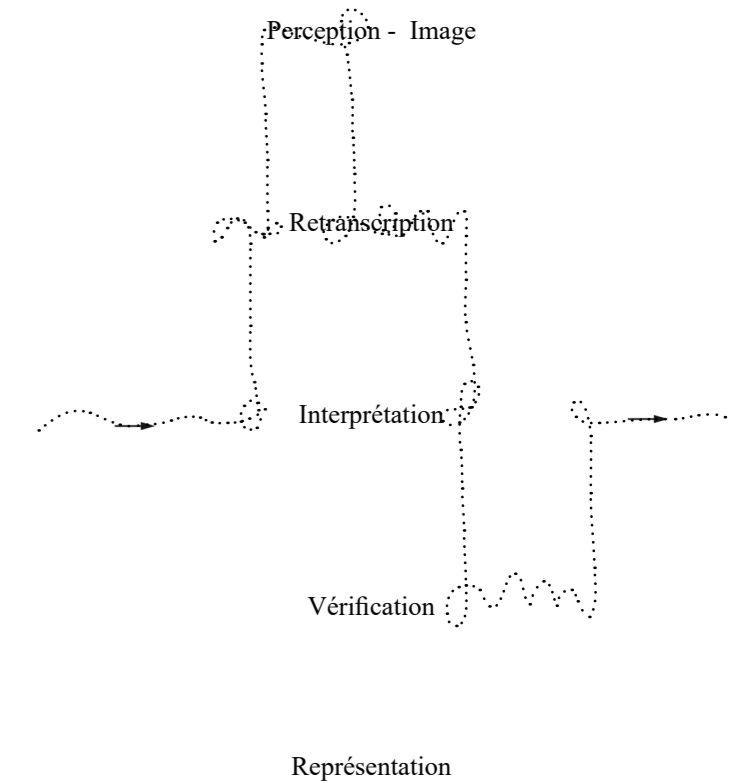 Perception - Image
Retranscription
Interprétation
Vérification
Représentation